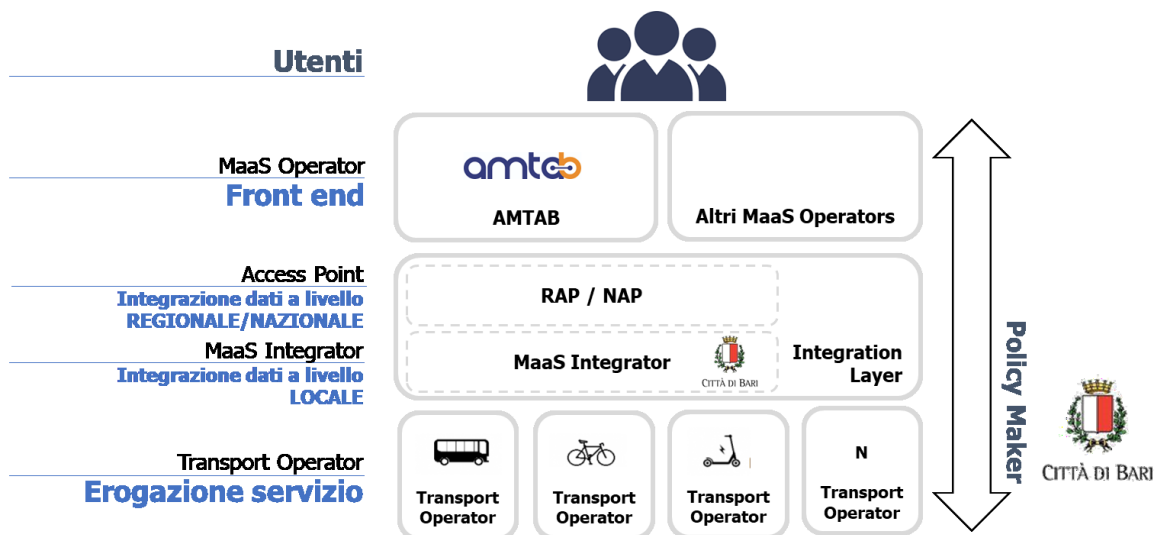 Utenti
MaaS Operator
Front end
amtab
AMTAB
Altri MaaS Operators
Access Point
Integrazione dati a livello
REGIONALE/NAZIONALE
RAP / NAP
MaaS Integrator
Integrazione dati a livello
LOCALE
MaaS Integrator
CITTÀ DI BARI
Integration
Layer
Transport Operator
Erogazione servizio
Transport
Operator
Transport
Operator
Transport
Operator
N
Transport
Operator
Policy Maker
CITTÀ DI BARI